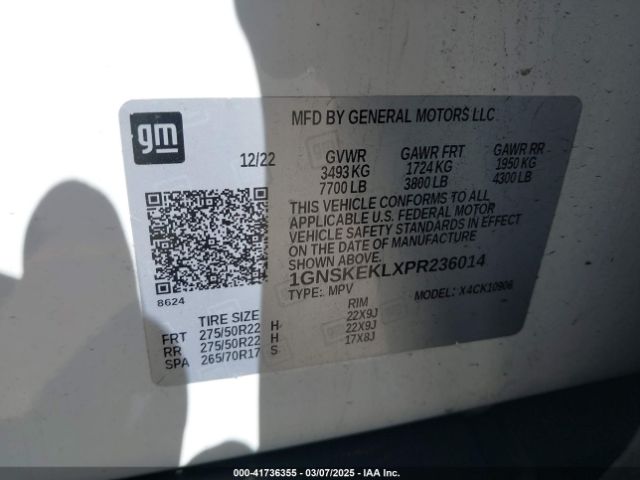 gm
MFD BY GENERAL MOTORS LLC
12/22 GVWR GAWR FRT GAWR RR
3493 KG 1724 KG 1950 KG
7700 LB 3800 LB 4300 LB
THIS VEHICLE CONFORMS TO ALL
APPLICABLE U.S. FEDERAL MOTOR
VEHICLE SAFETY STANDARDS IN EFFECT
ON THE DATE OF MANUFACTURE
SHOWN ABOVE.
1GNSKEKLXPR236014
TYPE: MPV MODEL: X4CK10906
8624
TIRE SIZE RIM
FRT 275/50R22 H 22X9J
RR 275/50R22 H 22X9J
SPA 265/70R17 S 17X8J
000-41736355 — 03/07/2025 — IAA Inc.